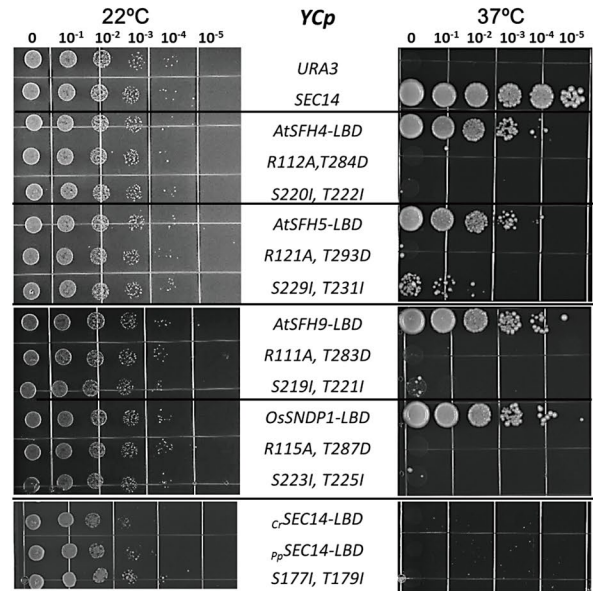 22ºC YCp 37ºC
0 10-1 10-2 10-3 10-4 10-5 0 10-1 10-2 10-3 10-4 10-5
URA3
SEC14
AtSFH4-LBD
R112A,T284D
S220I, T222I
AtSFH5-LBD
R121A, T293D
S229I, T231I
AtSFH9-LBD
R111A, T283D
S219I, T221I
OsSNDP1-LBD
R115A, T287D
S223I, T225I
CrSEC14-LBD
PpSEC14-LBD
S177I, T179I